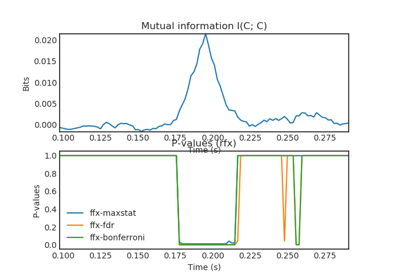 Mutual information I(C; C)
0.020
0.015
0.010
0.005
0.000
Bits
0.100 0.125 0.150 0.175 0.200 0.225 0.250 0.275
Time (s)
P-values (rfx)
1.0
0.8
0.6
0.4
0.2
0.0
P-values
ffx-maxstat
ffx-fdr
ffx-bonferroni
0.100 0.125 0.150 0.175 0.200 0.225 0.250 0.275
Time (s)